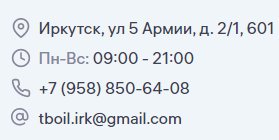 Иркутск, ул 5 Армии, д. 2/1, 601
Пн-Вс: 09:00 - 21:00
+7 (958) 850-64-08
tboil.irk@gmail.com